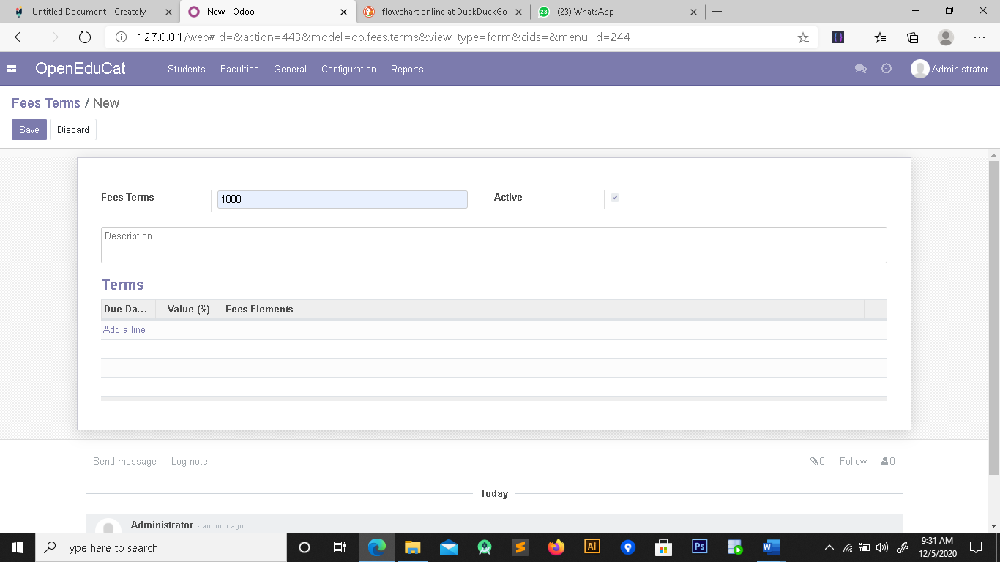 Untitled Document - Creately
New - Odoo
flowchart online at DuckDuckGo
23 (23) WhatsApp
127.0.0.1/web#id=&action=443&model=op.fees.terms&view_type=form&cids=&menu_id=244
OpenEduCat Students Faculties General Configuration Reports Administrator
Fees Terms / New
Save Discard
Fees Terms 1000 Active
Description...
Terms
Due Da... Value (%) Fees Elements
Add a line
Send message Log note 0 Follow 0
Today
Administrator - an hour ago
Type here to search
Ai
Ps
W
9:31 AM
12/5/2020